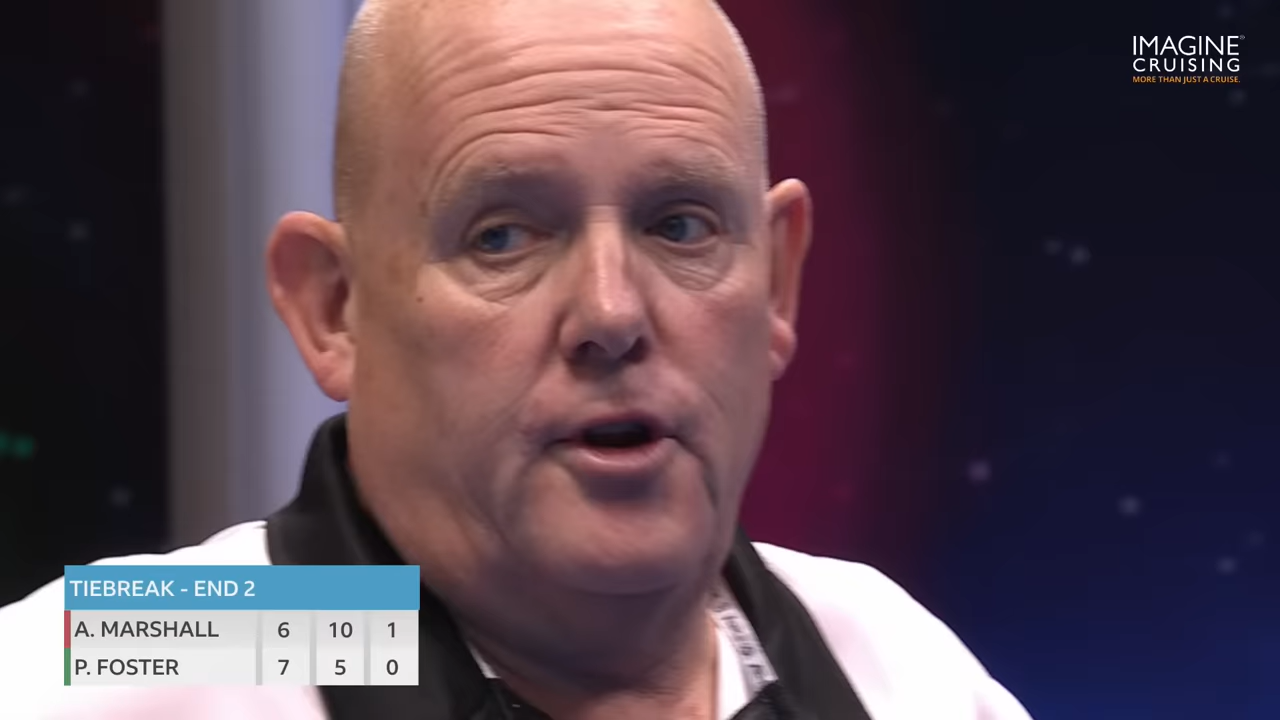 IMAGINE
CRUISING
MORE THAN JUST A CRUISE.
TIEBREAK - END 2
A. MARSHALL 6 10 1
P. FOSTER 7 5 0